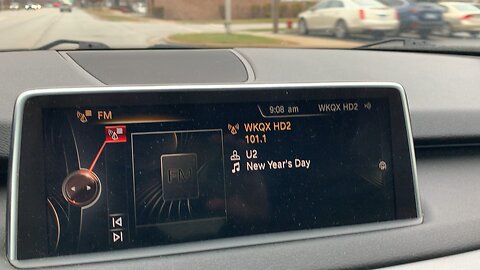 FM
9:08 am
WKQX HD2
WKQX HD2
101.1
U2
New Year's Day
FM